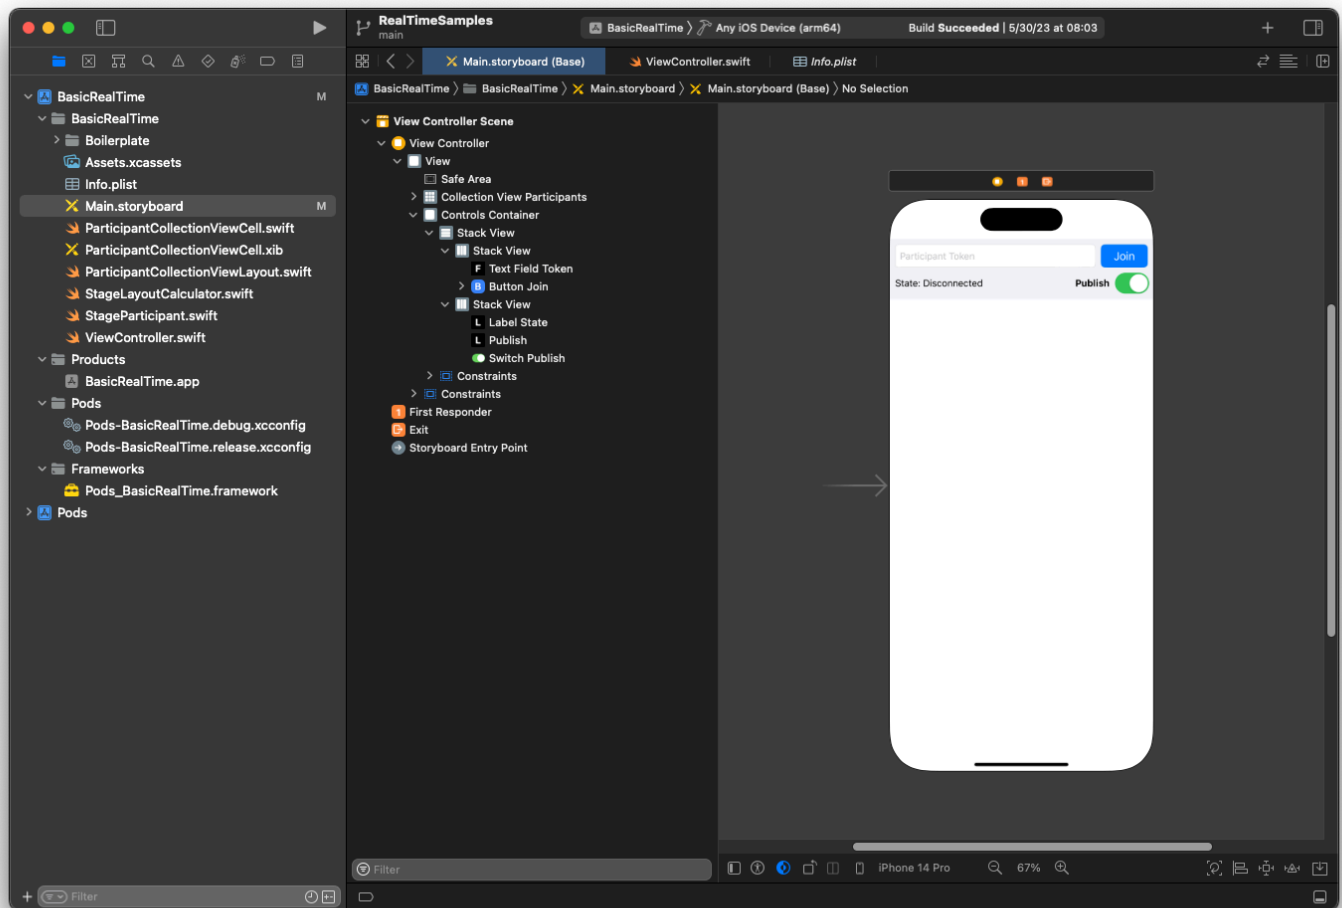 RealTimeSamples
main
BasicRealTime
Any iOS Device (arm64)
Build Succeeded | 5/30/23 at 08:03
Main.storyboard (Base)
ViewController.swift
Info.plist
BasicRealTime
BasicRealTime
Main.storyboard
Main.storyboard (Base)
No Selection
BasicRealTime M
BasicRealTime
Boilerplate
Assets.xcassets
Info.plist
Main.storyboard M
ParticipantCollectionViewCell.swift
ParticipantCollectionViewCell.xib
ParticipantCollectionViewLayout.swift
StageLayoutCalculator.swift
StageParticipant.swift
ViewController.swift
Products
BasicRealTime.app
Pods
Pods-BasicRealTime.debug.xcconfig
Pods-BasicRealTime.release.xcconfig
Frameworks
Pods_BasicRealTime.framework
Pods
Filter
View Controller Scene
View Controller
View
Safe Area
Collection View Participants
Controls Container
Stack View
Stack View
F Text Field Token
B Button Join
Stack View
L Label State
L Publish
Switch Publish
Constraints
Constraints
1 First Responder
Exit
Storyboard Entry Point
Filter
Participant Token
Join
State: Disconnected
Publish
iPhone 14 Pro
67%